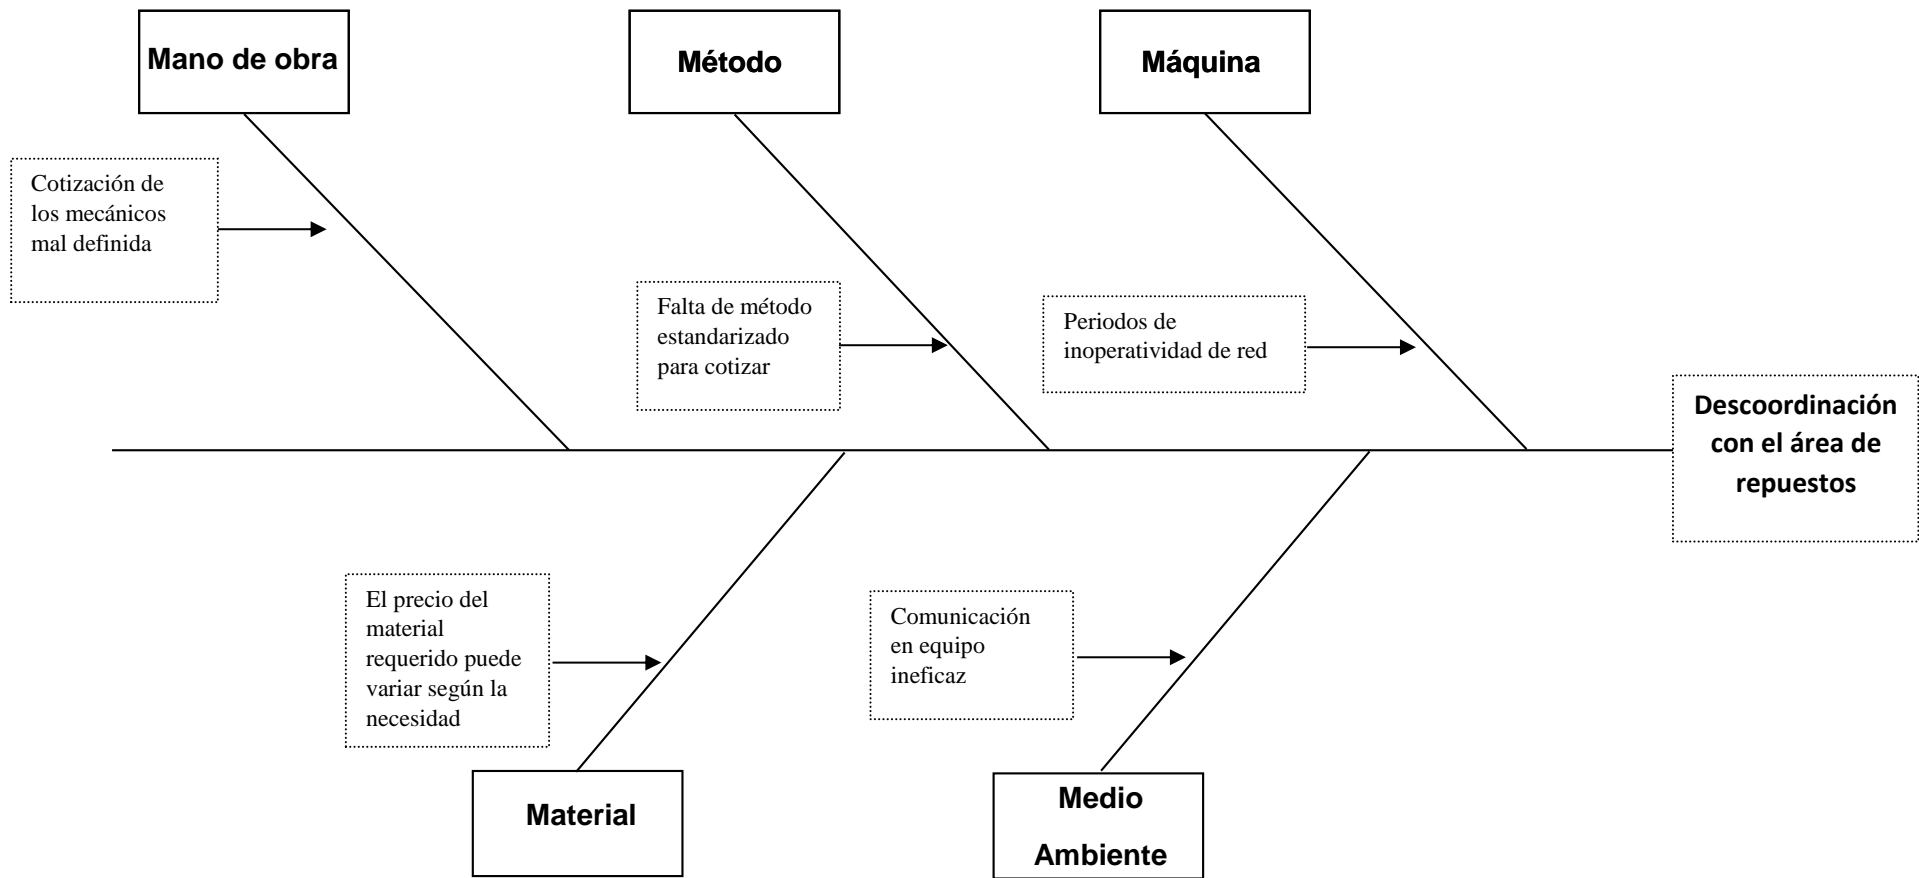 Mano de obra
Método
Máquina
Cotización de
los mecánicos
mal definida
Falta de método
estandarizado
para cotizar
Periodos de
inoperatividad de red
Descoordinación
con el área de
repuestos
El precio del
material
requerido puede
variar según la
necesidad
Comunicación
en equipo
ineficaz
Material
Medio
Ambiente